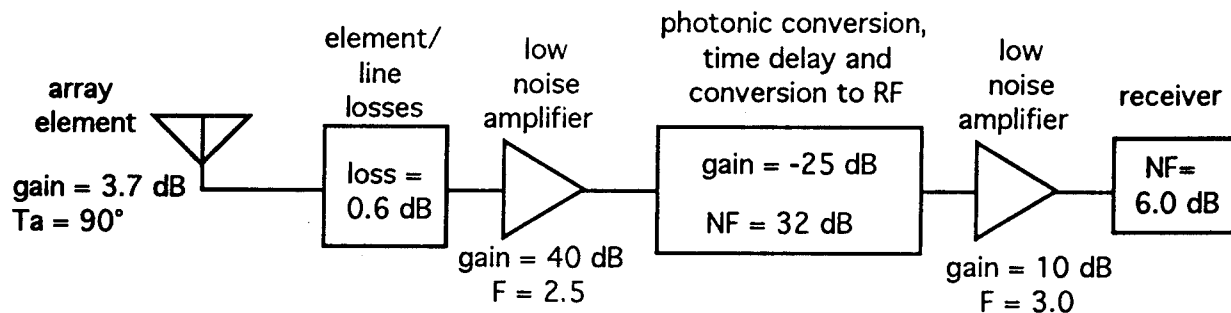 array
element
gain = 3.7 dB
Ta = 90°
element/
line
losses
loss =
0.6 dB
low
noise
amplifier
gain = 40 dB
F = 2.5
photonic conversion,
time delay and
conversion to RF
gain = -25 dB
NF = 32 dB
low
noise
amplifier
gain = 10 dB
F = 3.0
receiver
NF=
6.0 dB